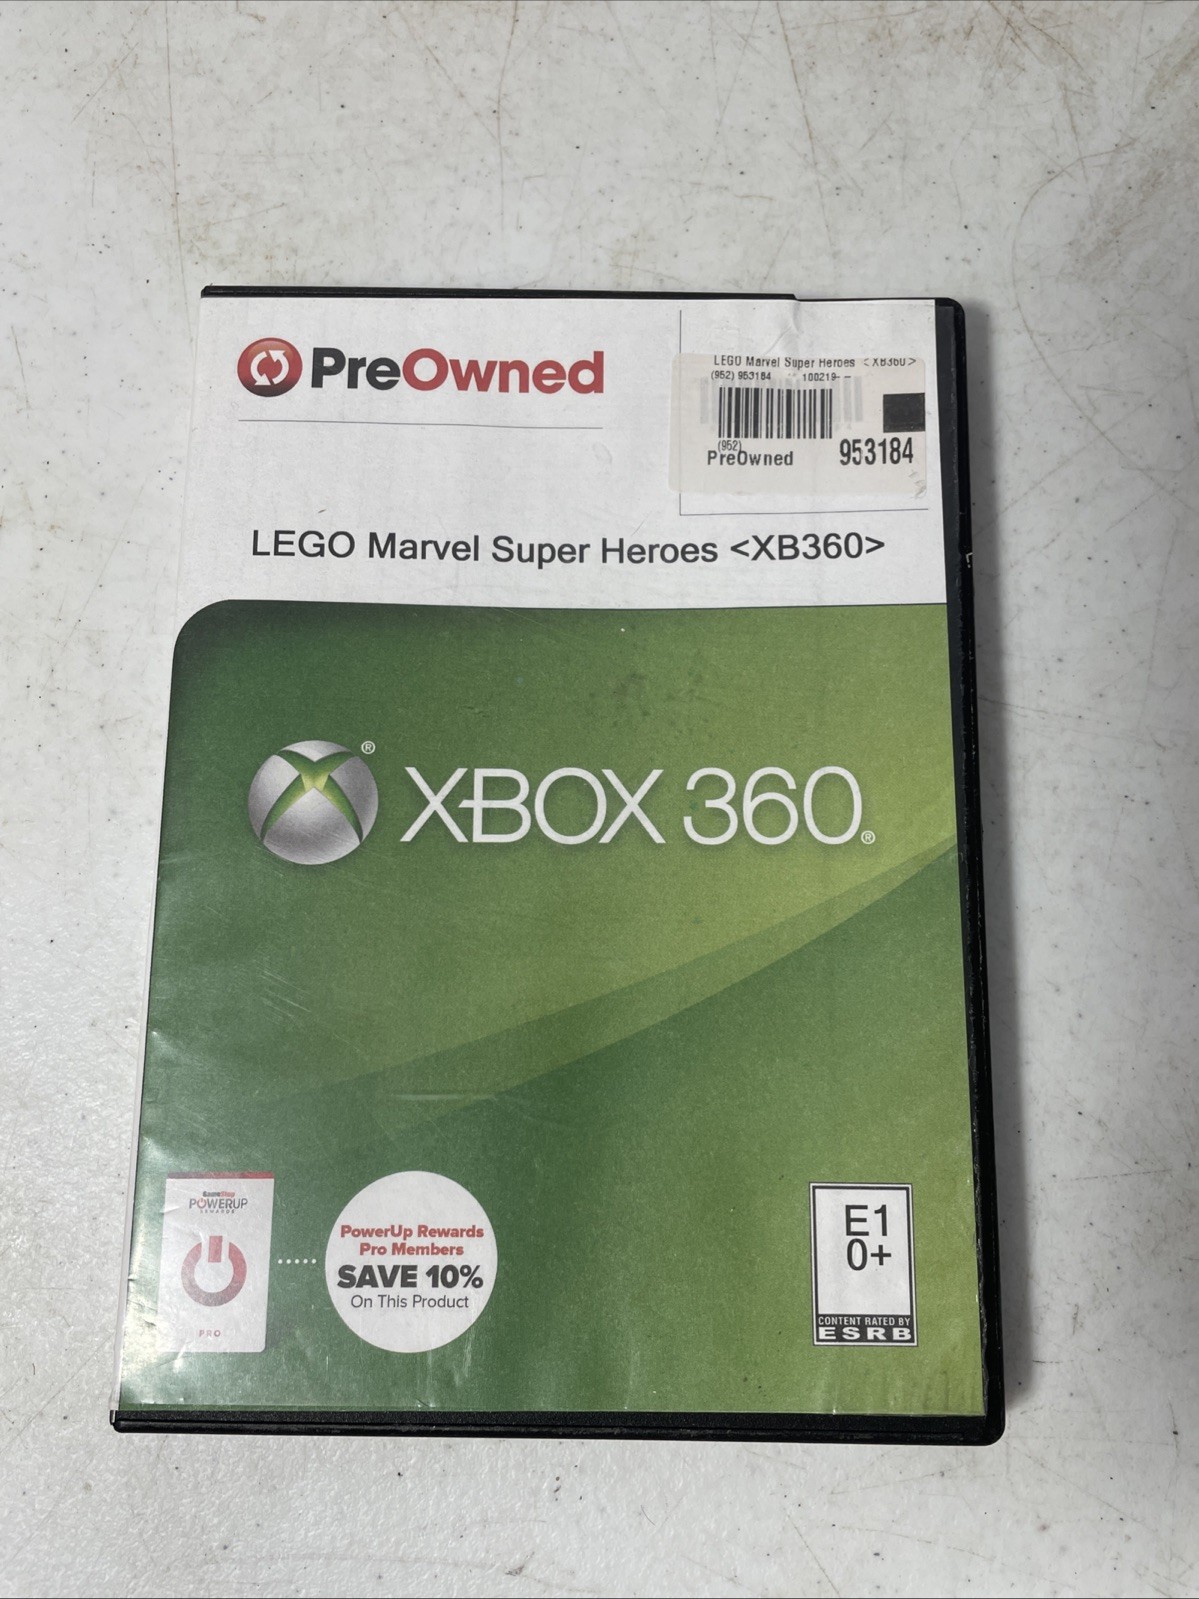 PreOwned
LEGO Marvel Super Heroes <XB360>
(952) 953184 100219-
(952)
PreOwned 953184
LEGO Marvel Super Heroes <XB360>
XBOX 360®
®
GameStop
POWERUP
REWARDS
PRO
PowerUp Rewards
Pro Members
SAVE 10%
On This Product
E1
0+
CONTENT RATED BY
ESRB